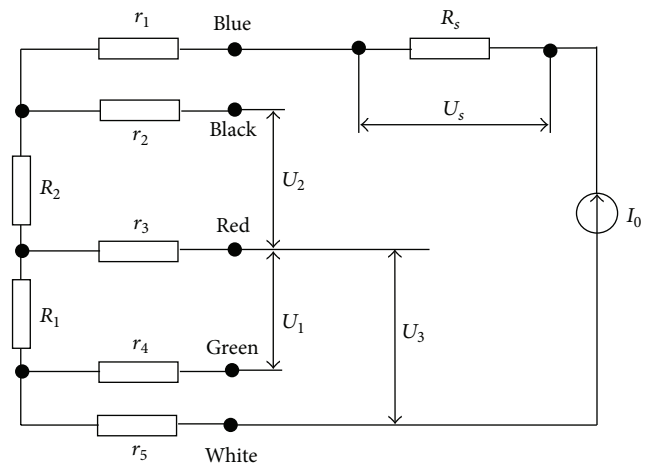 r1
Blue
Rs
r2
Black
Us
R2
U2
r3
Red
I0
R1
U1
U3
r4
Green
r5
White